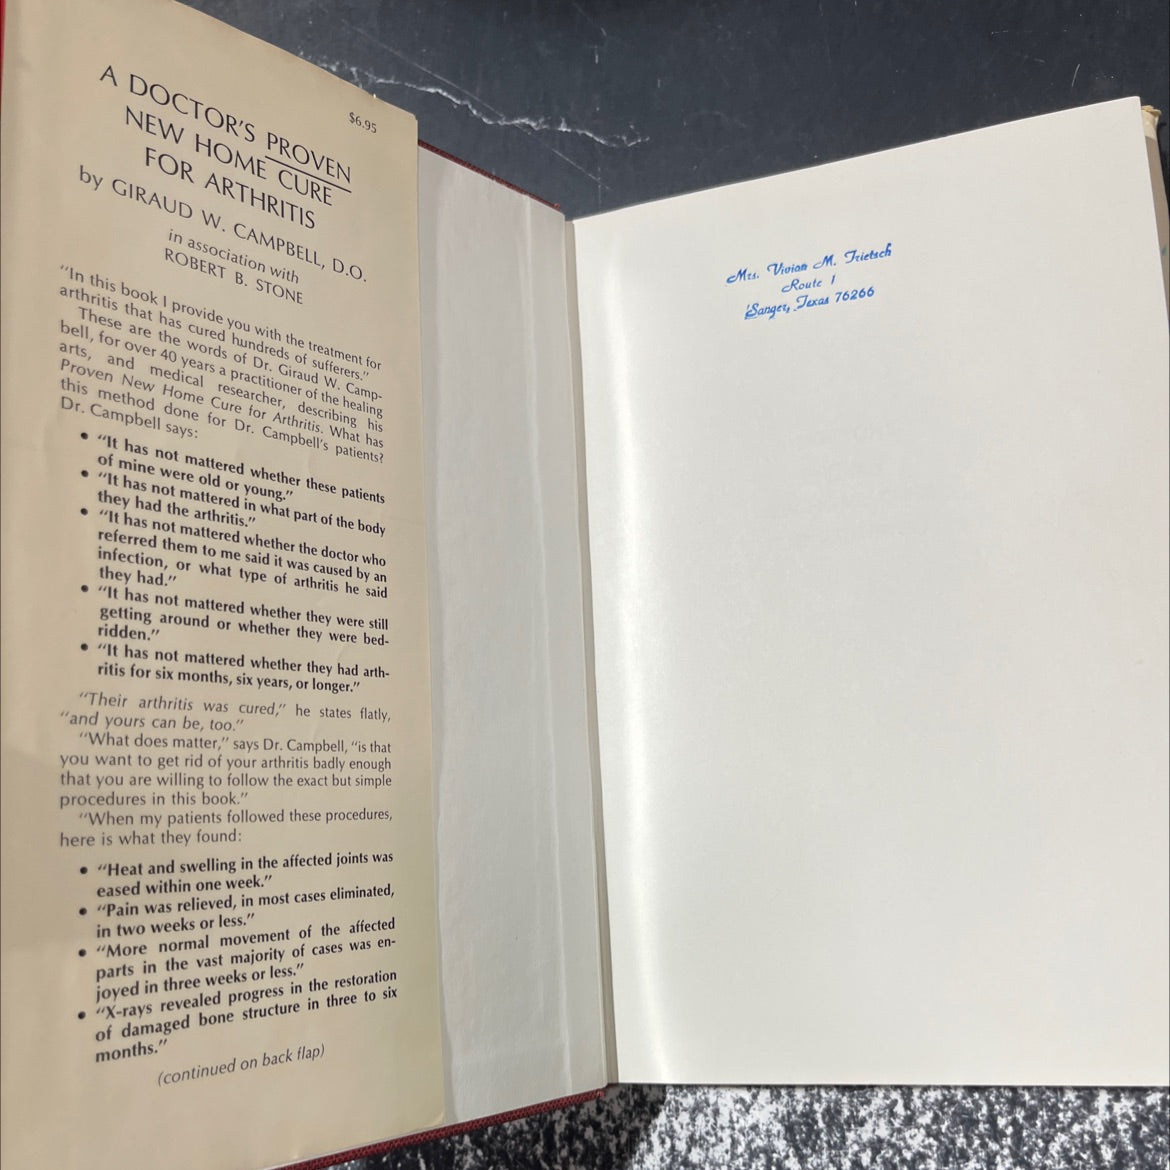 $6.95
A DOCTOR'S PROVEN
NEW HOME CURE
FOR ARTHRITIS
by GIRAUD W. CAMPBELL, D.O.
in association with
ROBERT B. STONE
“In this book I provide you with the treatment for
arthritis that has cured hundreds of sufferers.”
These are the words of Dr. Giraud W. Camp-
bell, for over 40 years a practitioner of the healing
arts, and medical researcher, describing his
Proven New Home Cure for Arthritis. What has
this method done for Dr. Campbell's patients?
Dr. Campbell says:
• “It has not mattered whether these patients
of mine were old or young.”
• “It has not mattered in what part of the body
they had the arthritis.”
• “It has not mattered whether the doctor who
referred them to me said it was caused by an
infection, or what type of arthritis he said
they had.”
• “It has not mattered whether they were still
getting around or whether they were bed-
ridden.”
• “It has not mattered whether they had arth-
ritis for six months, six years, or longer.”
“Their arthritis was cured,” he states flatly,
“and yours can be, too.”
“What does matter,” says Dr. Campbell, “is that
you want to get rid of your arthritis badly enough
that you are willing to follow the exact but simple
procedures in this book.”
“When my patients followed these procedures,
here is what they found:
• “Heat and swelling in the affected joints was
eased within one week.”
• “Pain was relieved, in most cases eliminated,
in two weeks or less.”
• “More normal movement of the affected
parts in the vast majority of cases was en-
joyed in three weeks or less.”
• “X-rays revealed progress in the restoration
of damaged bone structure in three to six
months.”
(continued on back flap)
Mrs. Vivian M. Trietsch
Route 1
Sanger, Texas 76266